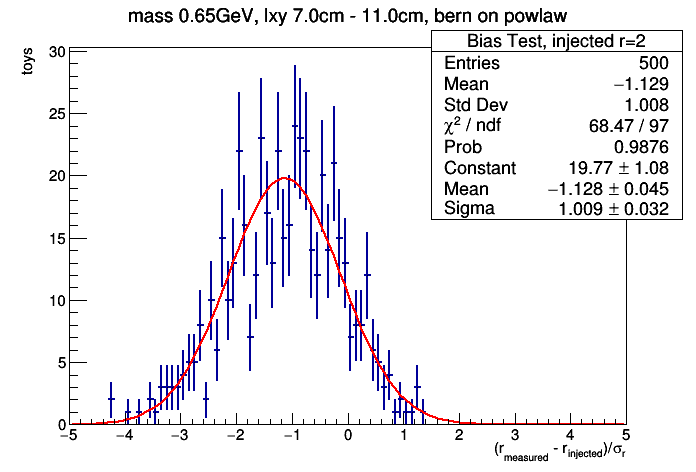 mass 0.65GeV, lxy 7.0cm - 11.0cm, bern on powlaw
Bias Test, injected r=2
Entries 500
Mean −1.129
Std Dev 1.008
χ² / ndf 68.47 / 97
Prob 0.9876
Constant 19.77 ± 1.08
Mean −1.128 ± 0.045
Sigma 1.009 ± 0.032
toys
30
25
20
15
10
5
0
−5 −4 −3 −2 −1 0 1 2 3 4 5
(r_measured - r_injected)/σ_r